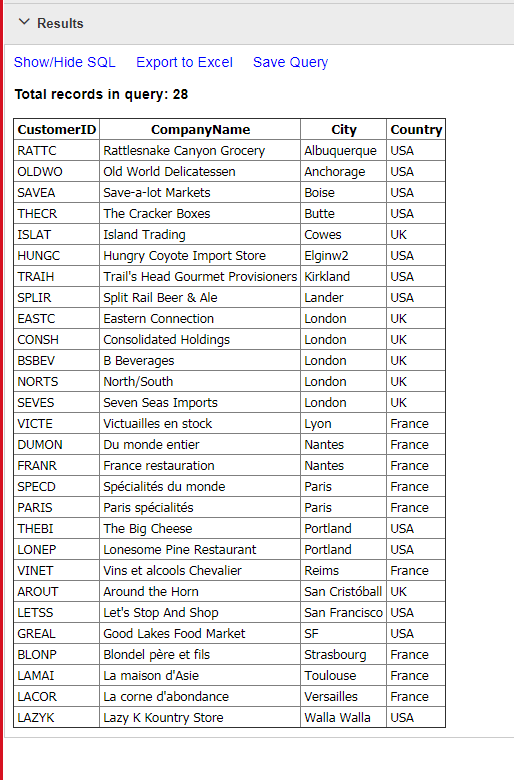 Results
Show/Hide SQL Export to Excel Save Query
Total records in query: 28
CustomerID CompanyName City Country
RATTC Rattlesnake Canyon Grocery Albuquerque USA
OLDWO Old World Delicatessen Anchorage USA
SAVEA Save-a-lot Markets Boise USA
THECR The Cracker Boxes Butte USA
ISLAT Island Trading Cowes UK
HUNGC Hungry Coyote Import Store Elginw2 USA
TRAIH Trail's Head Gourmet Provisioners Kirkland USA
SPLIR Split Rail Beer & Ale Lander USA
EASTC Eastern Connection London UK
CONSH Consolidated Holdings London UK
BSBEV B Beverages London UK
NORTS North/South London UK
SEVES Seven Seas Imports London UK
VICTE Victuailles en stock Lyon France
DUMON Du monde entier Nantes France
FRANR France restauration Nantes France
SPECD Spécialités du monde Paris France
PARIS Paris spécialités Paris France
THEBI The Big Cheese Portland USA
LONEP Lonesome Pine Restaurant Portland USA
VINET Vins et alcools Chevalier Reims France
AROUT Around the Horn San Cristóball UK
LETSS Let's Stop And Shop San Francisco USA
GREAL Good Lakes Food Market SF USA
BLONP Blondel père et fils Strasbourg France
LAMAI La maison d'Asie Toulouse France
LACOR La corne d'abondance Versailles France
LAZYK Lazy K Kountry Store Walla Walla USA